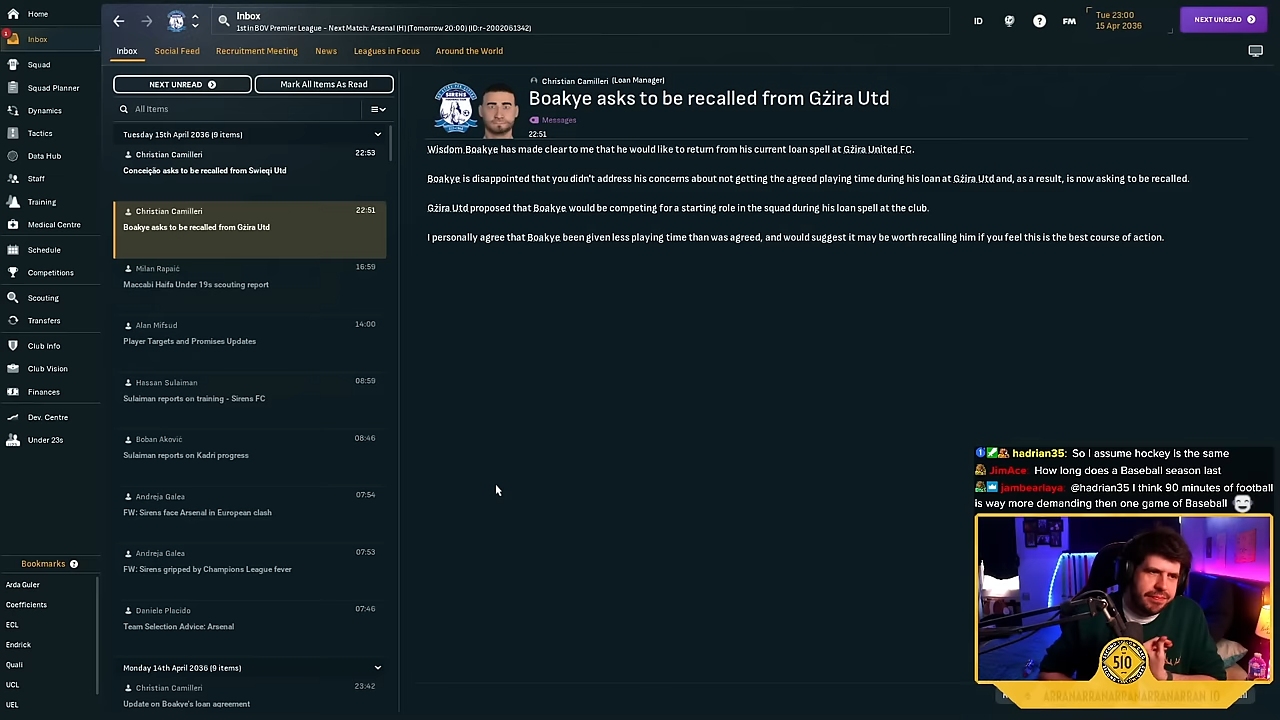 Home
Inbox
Squad
Squad Planner
Dynamics
Tactics
Data Hub
Staff
Training
Medical Centre
Schedule
Competitions
Scouting
Transfers
Club Info
Club Vision
Finances
Dev. Centre
Under 23s
Bookmarks
Arda Guler
Coefficients
ECL
Endrick
Quali
UCL
UEL
Inbox
1st in BOV Premier League - Next Match: Arsenal (H) (Tomorrow 20:00) (ID:r-2002061342)
ID
FM
Tue 23:00
15 Apr 2036
NEXT UNREAD
Inbox
Social Feed
Recruitment Meeting
News
Leagues in Focus
Around the World
NEXT UNREAD
Mark All Items As Read
All Items
Tuesday 15th April 2036 (9 items)
Christian Camilleri 22:53
Conceição asks to be recalled from Swieqi Utd
Christian Camilleri 22:51
Boakye asks to be recalled from Gżira Utd
Milan Rapaić 16:59
Maccabi Haifa Under 19s scouting report
Alan Mifsud 14:00
Player Targets and Promises Updates
Hassan Sulaiman 08:59
Sulaiman reports on training - Sirens FC
Boban Aković 08:46
Sulaiman reports on Kadri progress
Andreja Galea 07:54
FW: Sirens face Arsenal in European clash
Andreja Galea 07:53
FW: Sirens gripped by Champions League fever
Daniele Placido 07:46
Team Selection Advice: Arsenal
Monday 14th April 2036 (9 items)
Christian Camilleri 23:42
Update on Boakye's loan agreement
SIRENS
Christian Camilleri (Loan Manager)
Boakye asks to be recalled from Gżira Utd
Messages
22:51
Wisdom Boakye has made clear to me that he would like to return from his current loan spell at Gżira United FC.
Boakye is disappointed that you didn't address his concerns about not getting the agreed playing time during his loan at Gżira Utd and, as a result, is now asking to be recalled.
Gżira Utd proposed that Boakye would be competing for a starting role in the squad during his loan spell at the club.
I personally agree that Boakye been given less playing time than was agreed, and would suggest it may be worth recalling him if you feel this is the best course of action.
hadrian35: So I assume hockey is the same
JimAce: How long does a Baseball season last
jambearlaya: @hadrian35 I think 90 minutes of football
is way more demanding then one game of Baseball
510